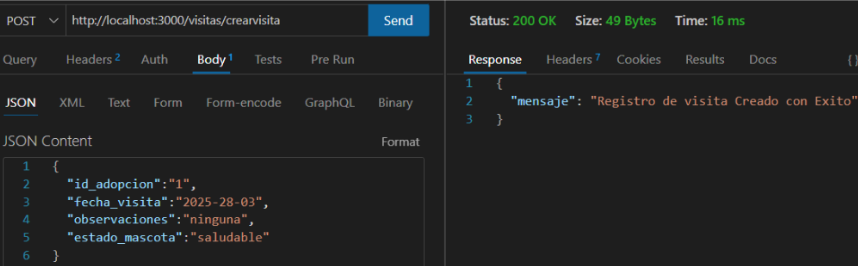 POST http://localhost:3000/visitas/crearvisita Send
Query Headers 2 Auth Body 1 Tests Pre Run
JSON XML Text Form Form-encode GraphQL Binary
JSON Content Format
1 {
2 "id_adopcion":"1",
3 "fecha_visita":"2025-28-03",
4 "observaciones":"ninguna",
5 "estado_mascota":"saludable"
6 }
Status: 200 OK Size: 49 Bytes Time: 16 ms
Response Headers 7 Cookies Results Docs {}
1 {
2 "mensaje": "Registro de visita Creado con Exito"
3 }